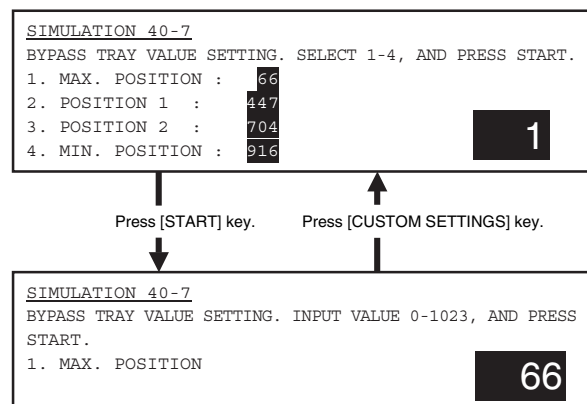 SIMULATION 40-7
BYPASS TRAY VALUE SETTING. SELECT 1-4, AND PRESS START.
1. MAX. POSITION : 66
2. POSITION 1 : 447
3. POSITION 2 : 704
4. MIN. POSITION : 916
1
Press [START] key. Press [CUSTOM SETTINGS] key.
SIMULATION 40-7
BYPASS TRAY VALUE SETTING. INPUT VALUE 0-1023, AND PRESS
START.
1. MAX. POSITION
66